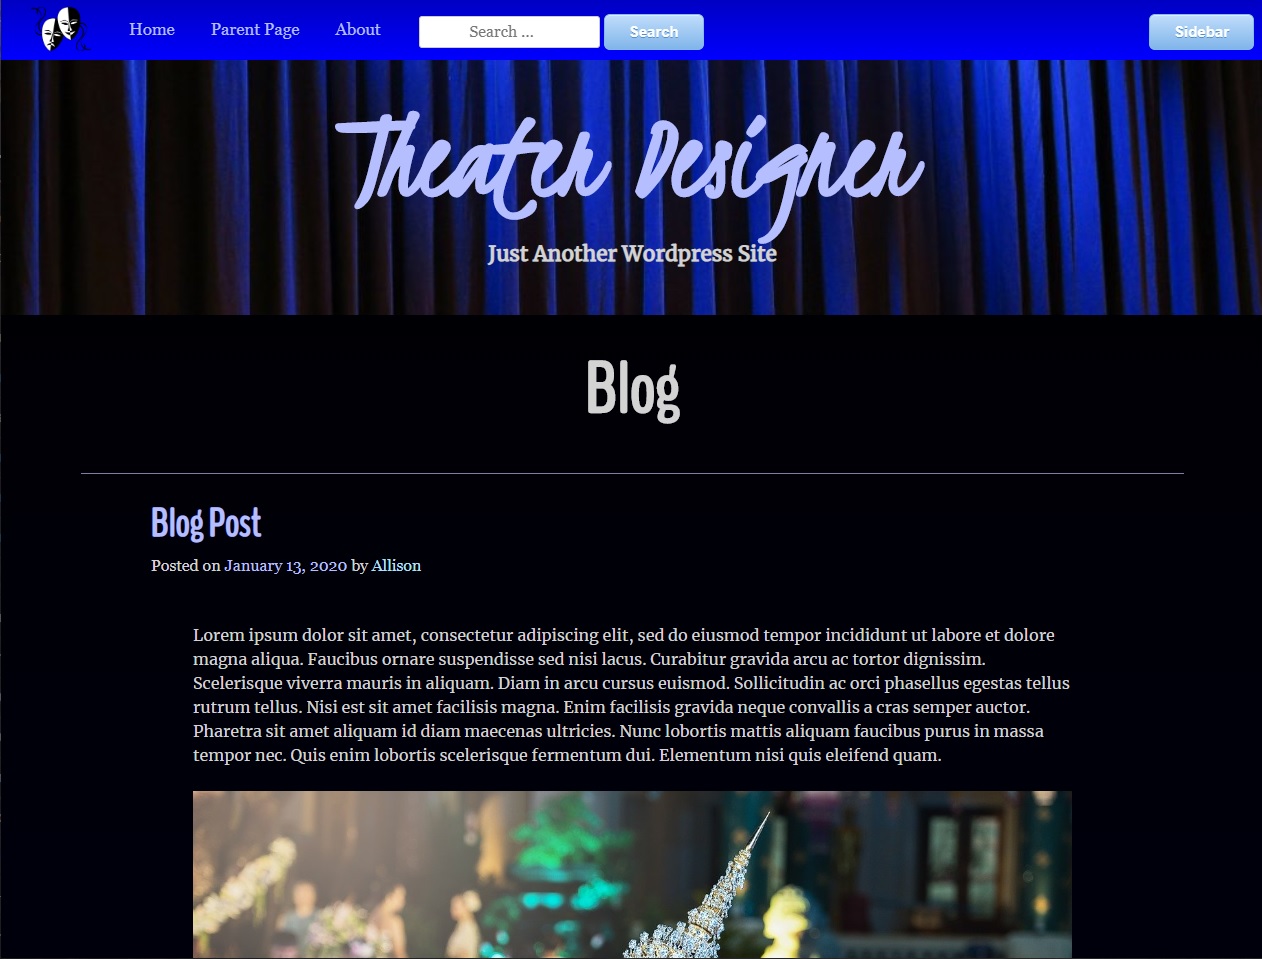 Home Parent Page About Search ... Search Sidebar
Theater Designer
Just Another Wordpress Site
Blog
Blog Post
Posted on January 13, 2020 by Allison
Lorem ipsum dolor sit amet, consectetur adipiscing elit, sed do eiusmod tempor incididunt ut labore et dolore
magna aliqua. Faucibus ornare suspendisse sed nisi lacus. Curabitur gravida arcu ac tortor dignissim.
Scelerisque viverra mauris in aliquam. Diam in arcu cursus euismod. Sollicitudin ac orci phasellus egestas tellus
rutrum tellus. Nisi est sit amet facilisis magna. Enim facilisis gravida neque convallis a cras semper auctor.
Pharetra sit amet aliquam id diam maecenas ultricies. Nunc lobortis mattis aliquam faucibus purus in massa
tempor nec. Quis enim lobortis scelerisque fermentum dui. Elementum nisi quis eleifend quam.